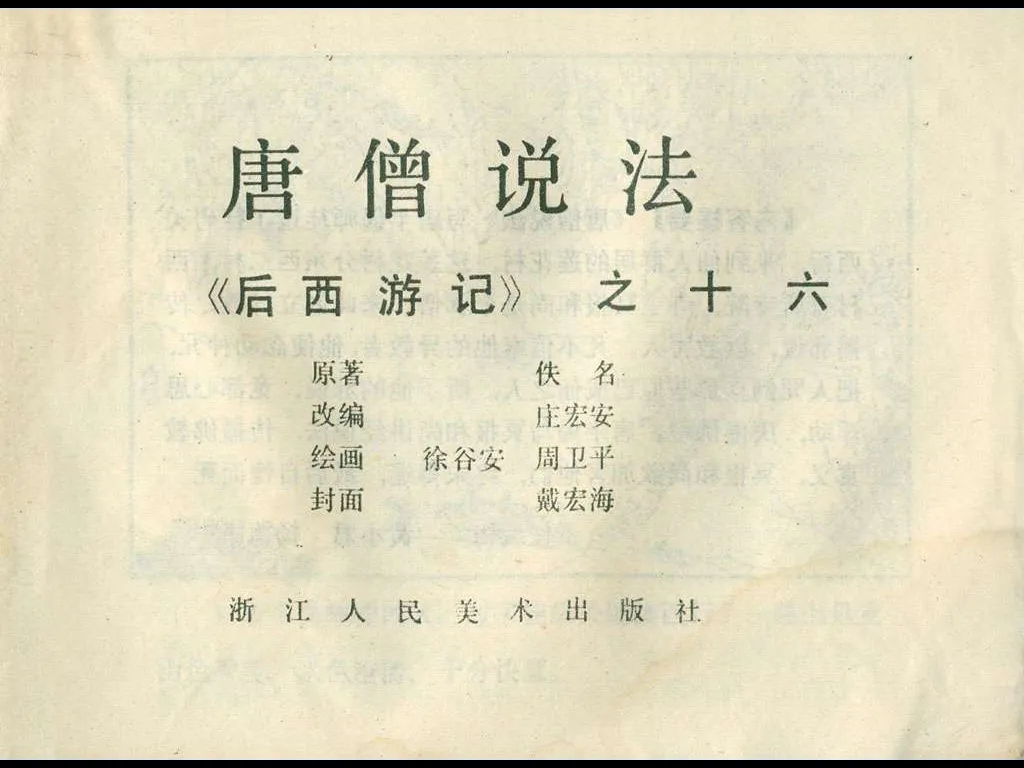 唐僧说法
《后西游记》之十六
原著 佚名
改编 庄宏安
绘画 徐谷安 周卫平
封面 戴宏海
浙江人民美术出版社